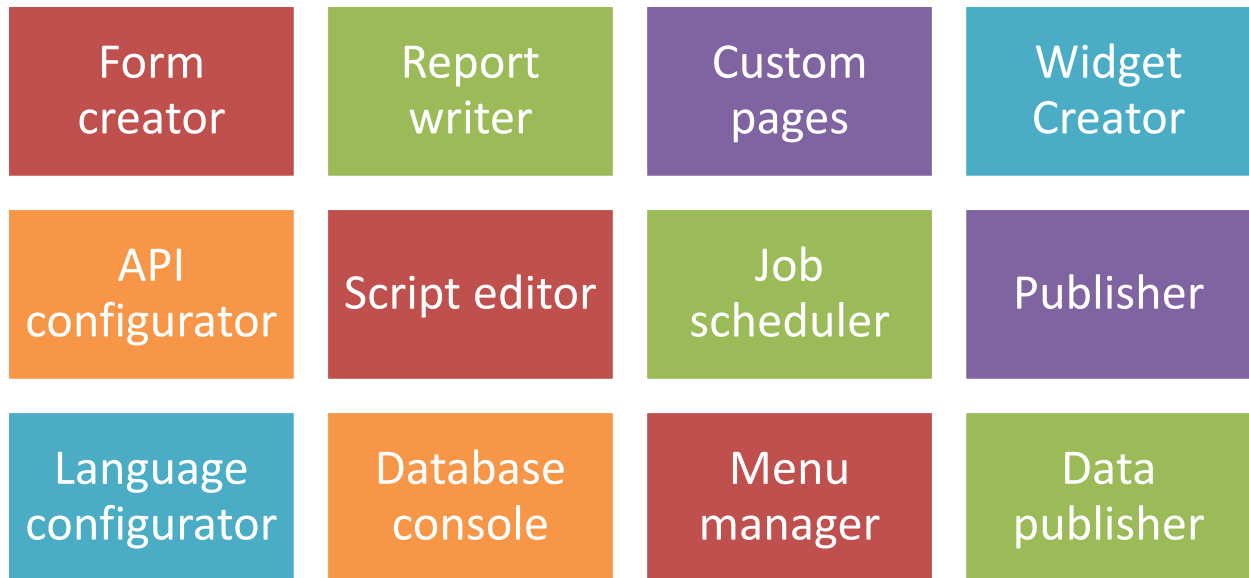 Form
creator
Report
writer
Custom
pages
Widget
Creator
API
configurator
Script editor
Job
scheduler
Publisher
Language
configurator
Database
console
Menu
manager
Data
publisher